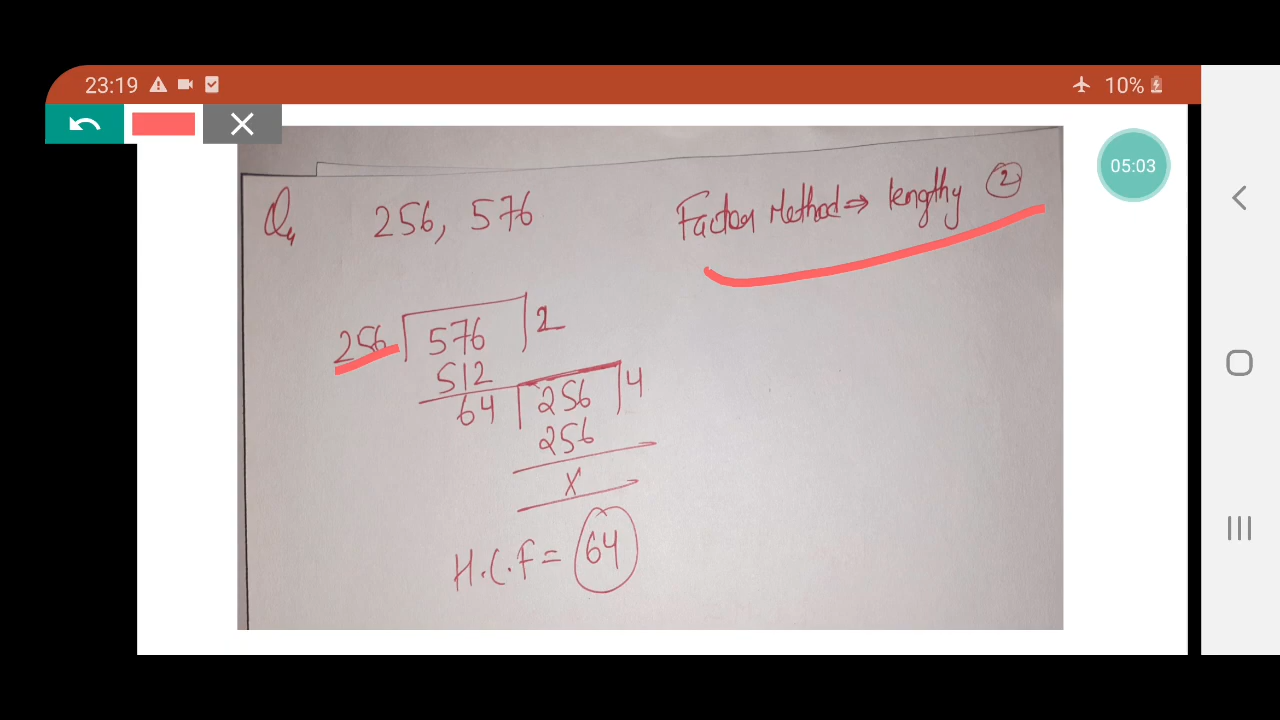 23:19
10%
05:03
Q4 256, 576
Factor Method ⇒ lengthy 2
256 576 2
512
64 256 4
256
X
H.C.F = 64